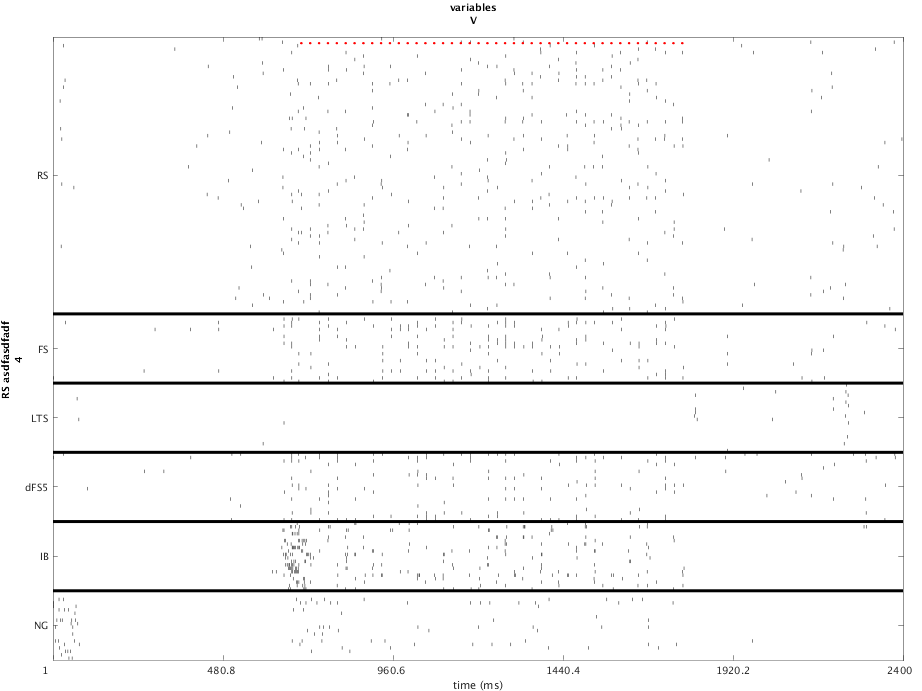 variables
V
RS
FS
LTS
dFS5
IB
NG
RS asdfasdfadf
4
1
480.8
960.6
1440.4
1920.2
2400
time (ms)